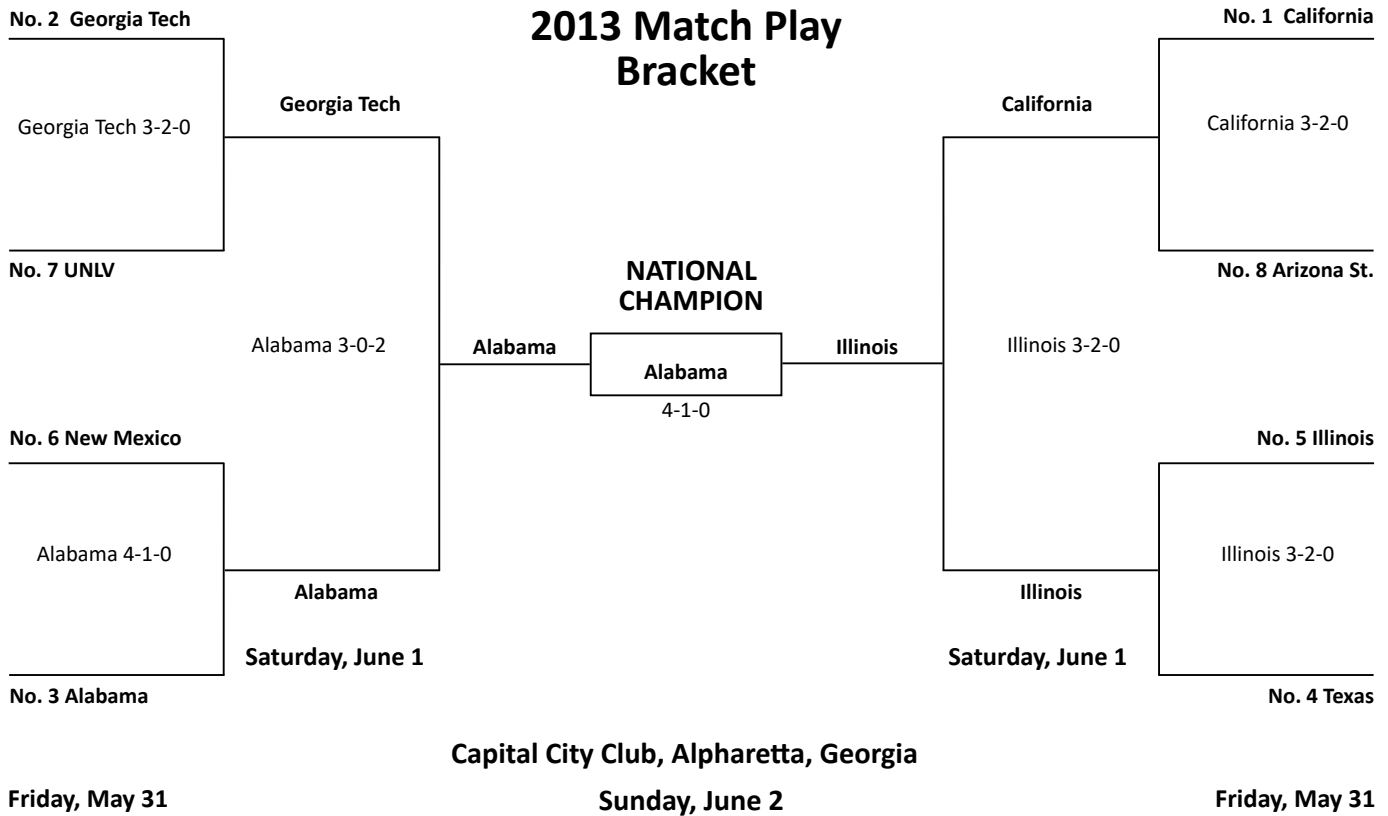 No. 2  Georgia Tech
2013 Match Play
Bracket
No. 1  California
Georgia Tech
California
Georgia Tech 3-2-0
California 3-2-0
No. 7 UNLV
No. 8 Arizona St.
NATIONAL
CHAMPION
Alabama 3-0-2
Alabama
Alabama
4-1-0
Illinois
Illinois 3-2-0
No. 6 New Mexico
No. 5 Illinois
Alabama 4-1-0
Illinois 3-2-0
Alabama
Illinois
Saturday, June 1
Saturday, June 1
No. 3 Alabama
No. 4 Texas
Capital City Club, Alpharetta, Georgia
Friday, May 31
Sunday, June 2
Friday, May 31